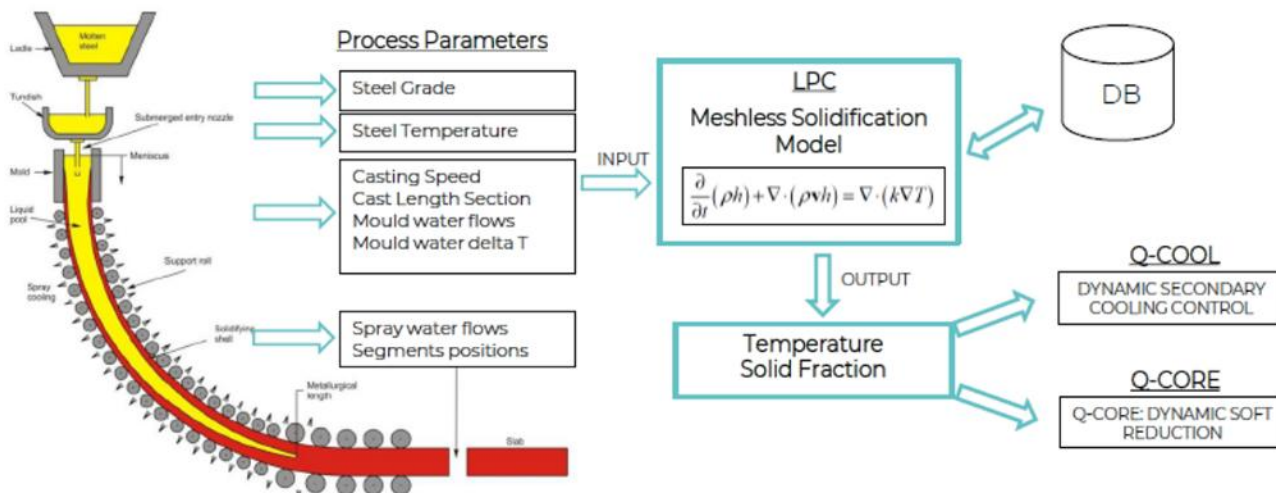 Molten
steel
Ladle
Tundish
Submerged entry nozzle
Meniscus
Mold
Liquid
pool
Support roll
Spray
cooling
Solidifying
shell
Metallurgical
length
Slab
Process Parameters
Steel Grade
Steel Temperature
Casting Speed
Cast Length Section
Mould water flows
Mould water delta T
Spray water flows
Segments positions
INPUT
LPC
Meshless Solidification
Model
∂/∂t(ρh) + ∇·(ρvh) = ∇·(k∇T)
DB
OUTPUT
Temperature
Solid Fraction
Q-COOL
DYNAMIC SECONDARY
COOLING CONTROL
Q-CORE
Q-CORE: DYNAMIC SOFT
REDUCTION